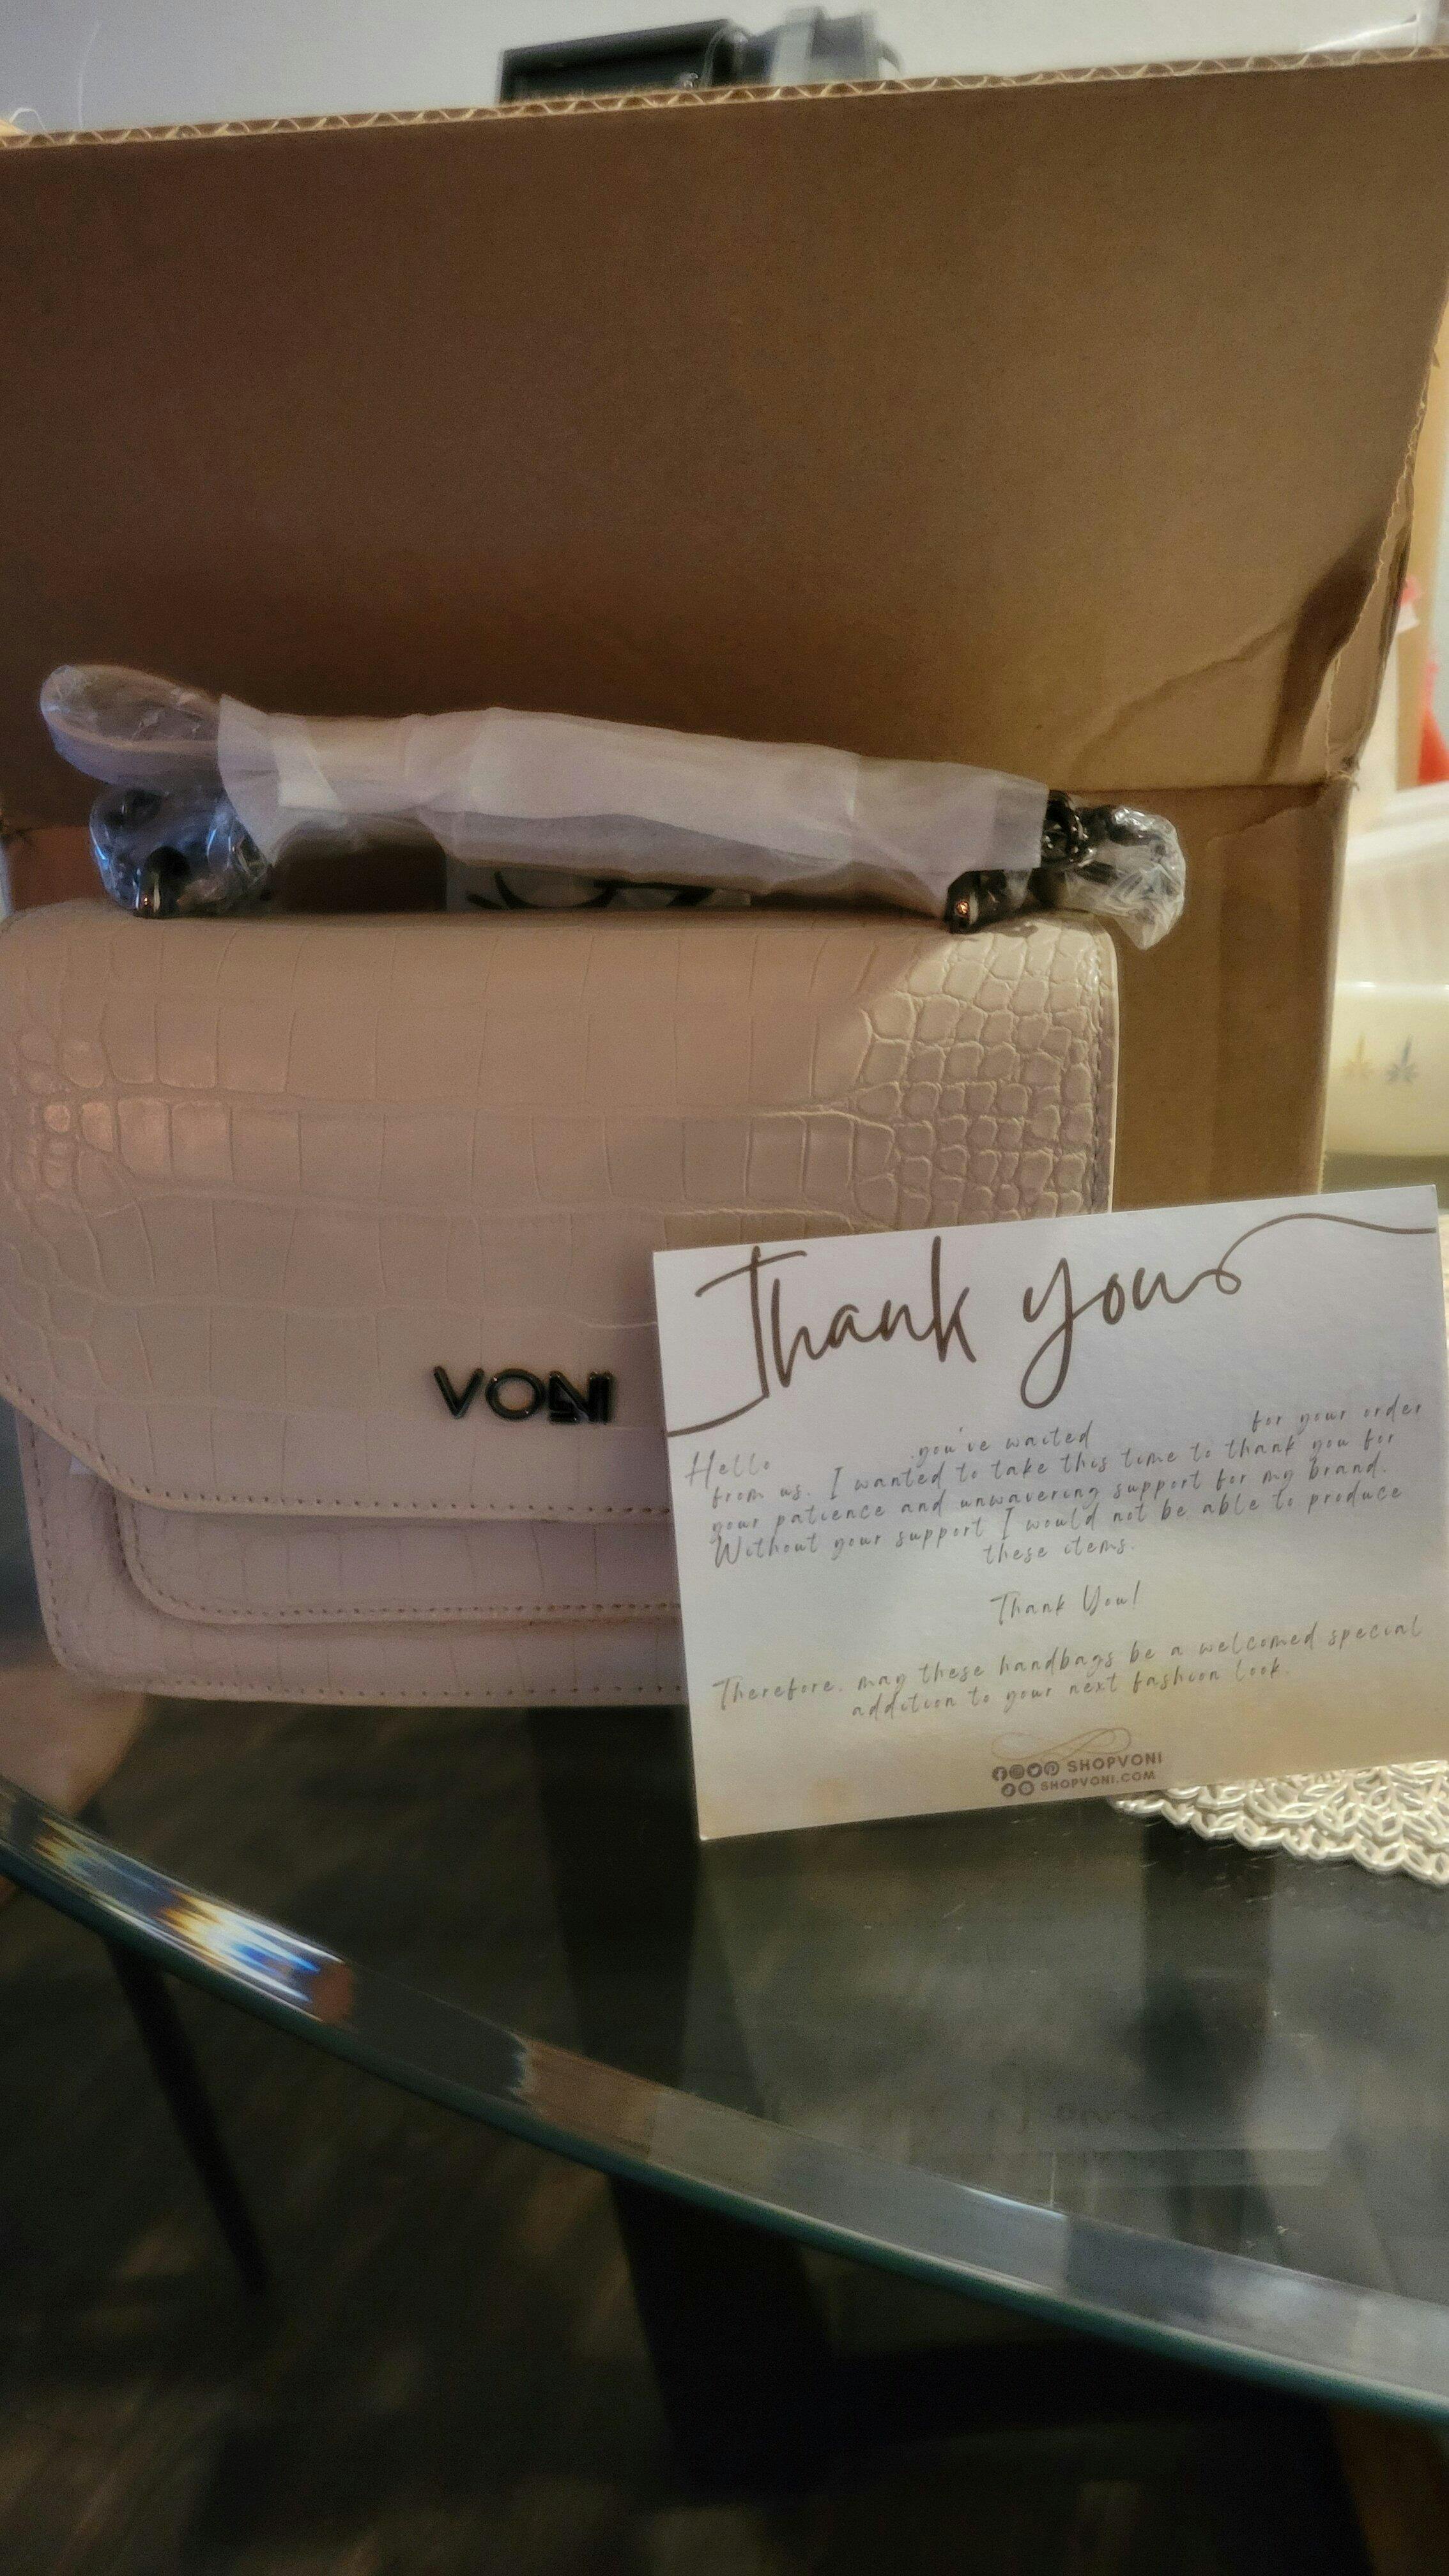 VONI
Thank you
Hello you've waited for your order
from us. I wanted to take this time to thank you for
your patience and unwavering support for my brand.
Without your support I would not be able to produce
these items.
Thank You!
Therefore, may these handbags be a welcomed special
addition to your next fashion look.
SHOPVONI
SHOPVONI.COM